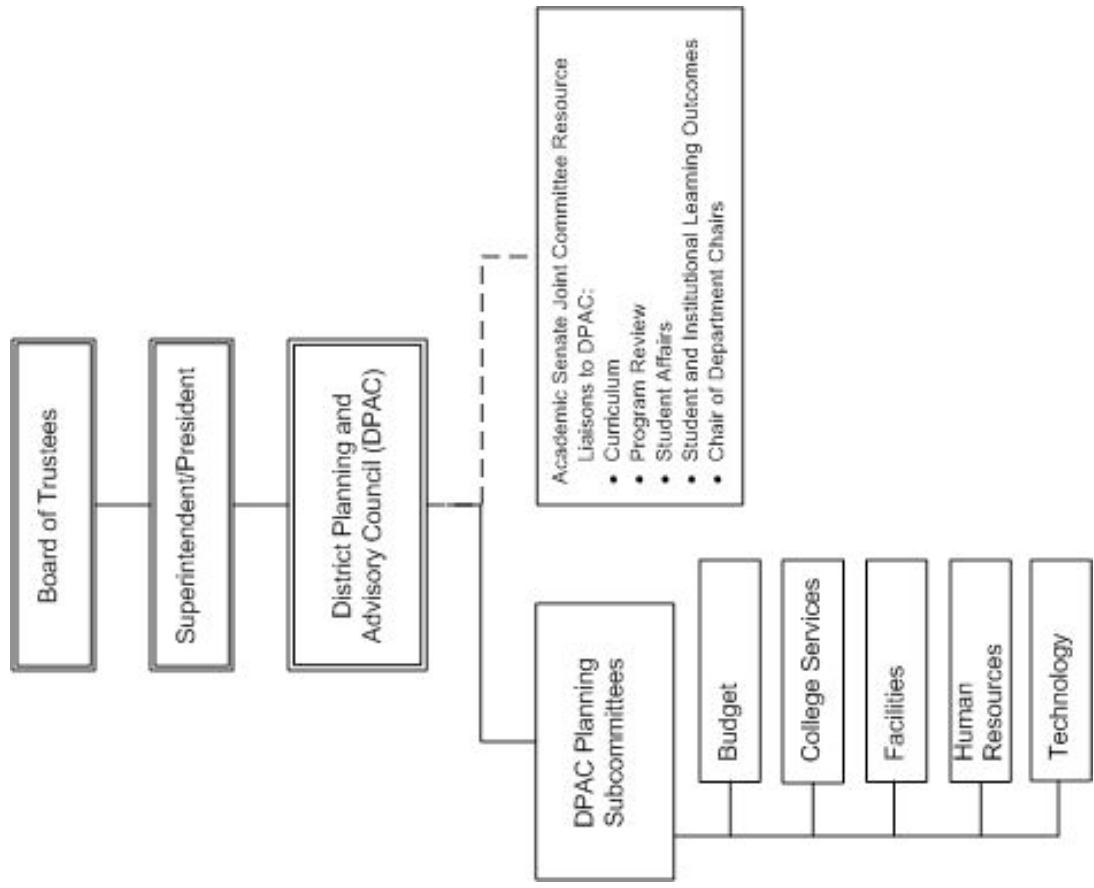 Board of Trustees
Superintendent/President
District Planning and
Advisory Council (DPAC)
DPAC Planning
Subcommittees
Budget
College Services
Facilities
Human
Resources
Technology
Academic Senate Joint Committee Resource
Liaisons to DPAC:
• Curriculum
• Program Review
• Student Affairs
• Student and Institutional Learning Outcomes
• Chair of Department Chairs